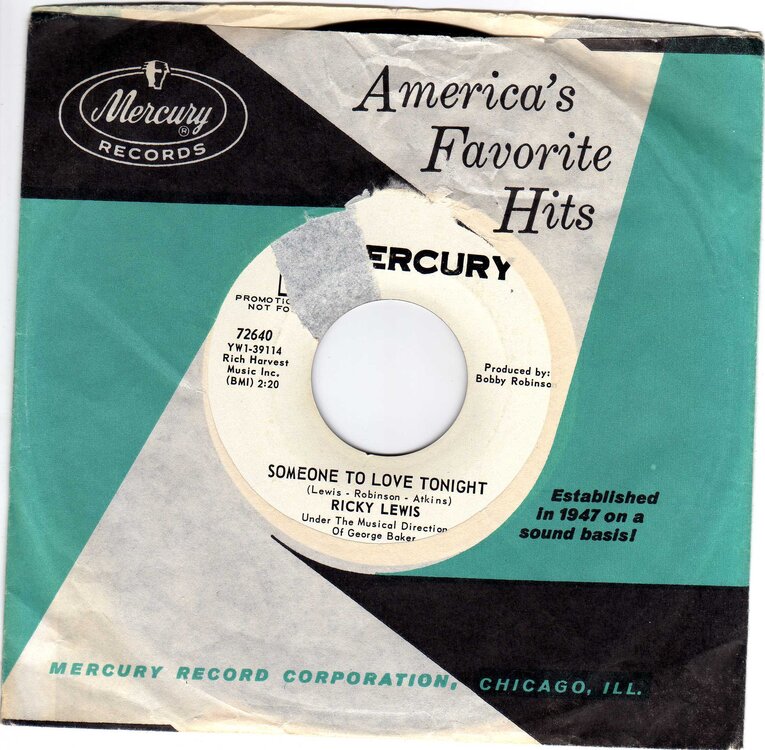 Mercury
®
RECORDS
America's
Favorite
Hits
ERCURY
PROMOTIO
NOT FO
72640
YW1-39114
Rich Harvest
Music Inc.
(BMI) 2:20
Produced by:
Bobby Robinso
SOMEONE TO LOVE TONIGHT
(Lewis - Robinson - Atkins)
RICKY LEWIS
Under The Musical Direction
Of George Baker
Established
in 1947 on a
sound basis!
MERCURY RECORD CORPORATION, CHICAGO, ILL.